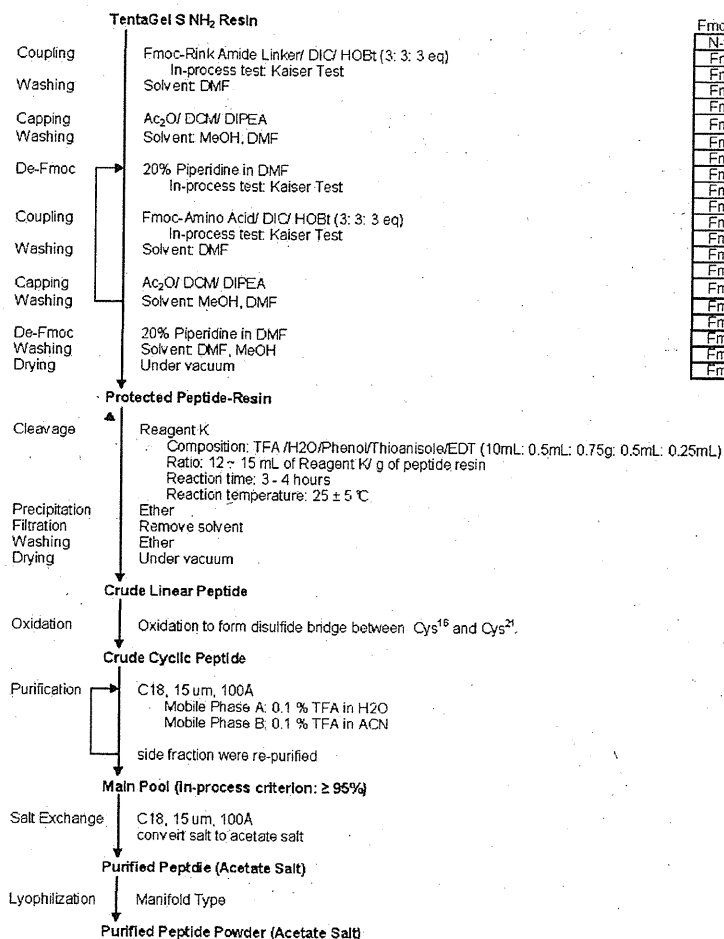 TentaGel S NH2 Resin
Coupling Fmoc-Rink Amide Linker/ DIC/ HOBt (3: 3: 3 eq)
In-process test: Kaiser Test
Washing Solvent: DMF
Capping Ac2O/ DCM/ DIPEA
Washing Solvent: MeOH, DMF
De-Fmoc 20% Piperidine in DMF
In-process test: Kaiser Test
Coupling Fmoc-Amino Acid/ DIC/ HOBt (3: 3: 3 eq)
In-process test: Kaiser Test
Washing Solvent: DMF
Capping Ac2O/ DCM/ DIPEA
Washing Solvent: MeOH, DMF
De-Fmoc 20% Piperidine in DMF
Washing Solvent: DMF, MeOH
Drying Under vacuum
Protected Peptide-Resin
Cleavage Reagent K
Composition: TFA /H2O/Phenol/Thioanisole/EDT (10mL: 0.5mL: 0.75g: 0.5mL: 0.25mL)
Ratio: 12 ~ 15 mL of Reagent K/ g of peptide resin
Reaction time: 3 - 4 hours
Reaction temperature: 25 ± 5 ℃
Precipitation Ether
Filtration Remove solvent
Washing Ether
Drying Under vacuum
Crude Linear Peptide
Oxidation Oxidation to form disulfide bridge between Cys16 and Cys21.
Crude Cyclic Peptide
Purification C18, 15 um, 100A
Mobile Phase A: 0.1 % TFA in H2O
Mobile Phase B: 0.1 % TFA in ACN
side fraction were re-purified
Main Pool (in-process criterion: ≥ 95%)
Salt Exchange C18, 15 um, 100A
convert salt to acetate salt
Purified Peptdie (Acetate Salt)
Lyophilization Manifold Type
Purified Peptide Powder (Acetate Salt)